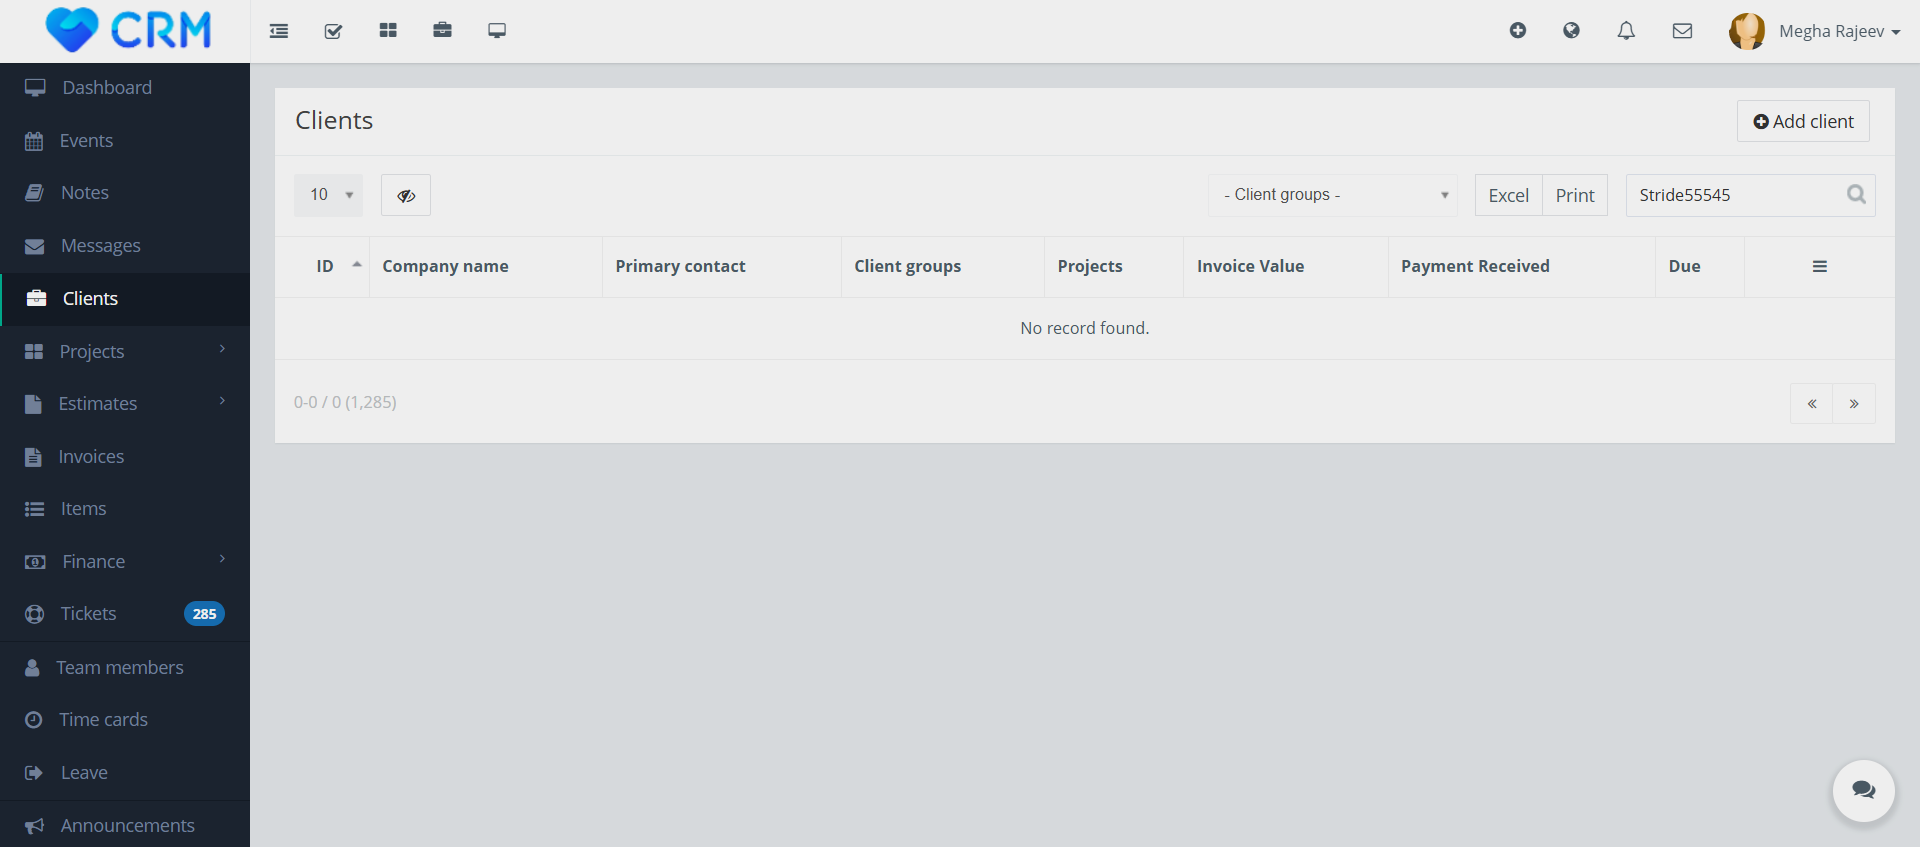 CRM
Megha Rajeev
Dashboard
Events
Notes
Messages
Clients
Projects
Estimates
Invoices
Items
Finance
Tickets 285
Team members
Time cards
Leave
Announcements
Clients
Add client
10
- Client groups -
Excel Print
Stride55545
ID Company name Primary contact Client groups Projects Invoice Value Payment Received Due
No record found.
0-0 / 0 (1,285)
« »